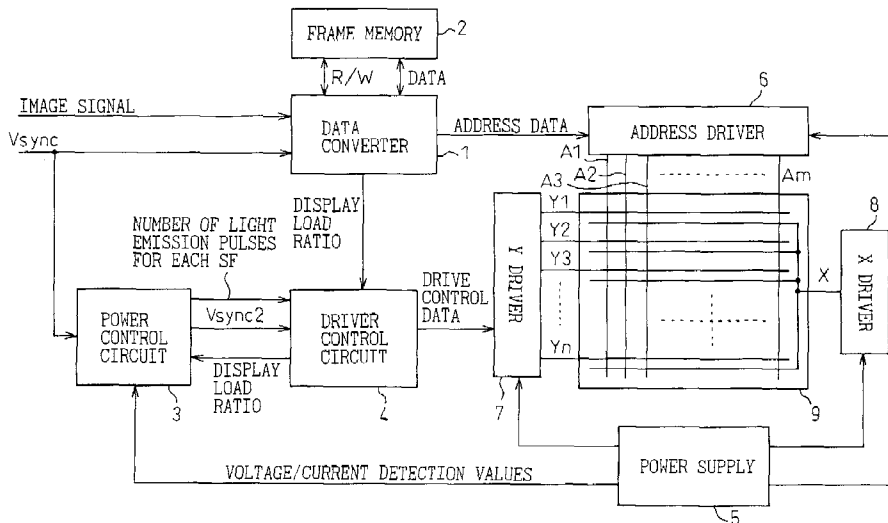 FRAME MEMORY
2
R/W
DATA
IMAGE SIGNAL
Vsync
DATA
CONVERTER
1
ADDRESS DATA
6
ADDRESS DRIVER
A1
A2
A3
Am
DISPLAY
LOAD
RATIO
NUMBER OF LIGHT
EMISSION PULSES
FOR EACH SF
Vsync2
POWER
CONTROL
CIRCUIT
3
DISPLAY
LOAD
RATIO
DRIVER
CONTROL
CIRCUIT
4
DRIVE
CONTROL
DATA
Y DRIVER
7
Y1
Y2
Y3
Yn
X
8
X DRIVER
9
VOLTAGE/CURRENT DETECTION VALUES
POWER SUPPLY
5